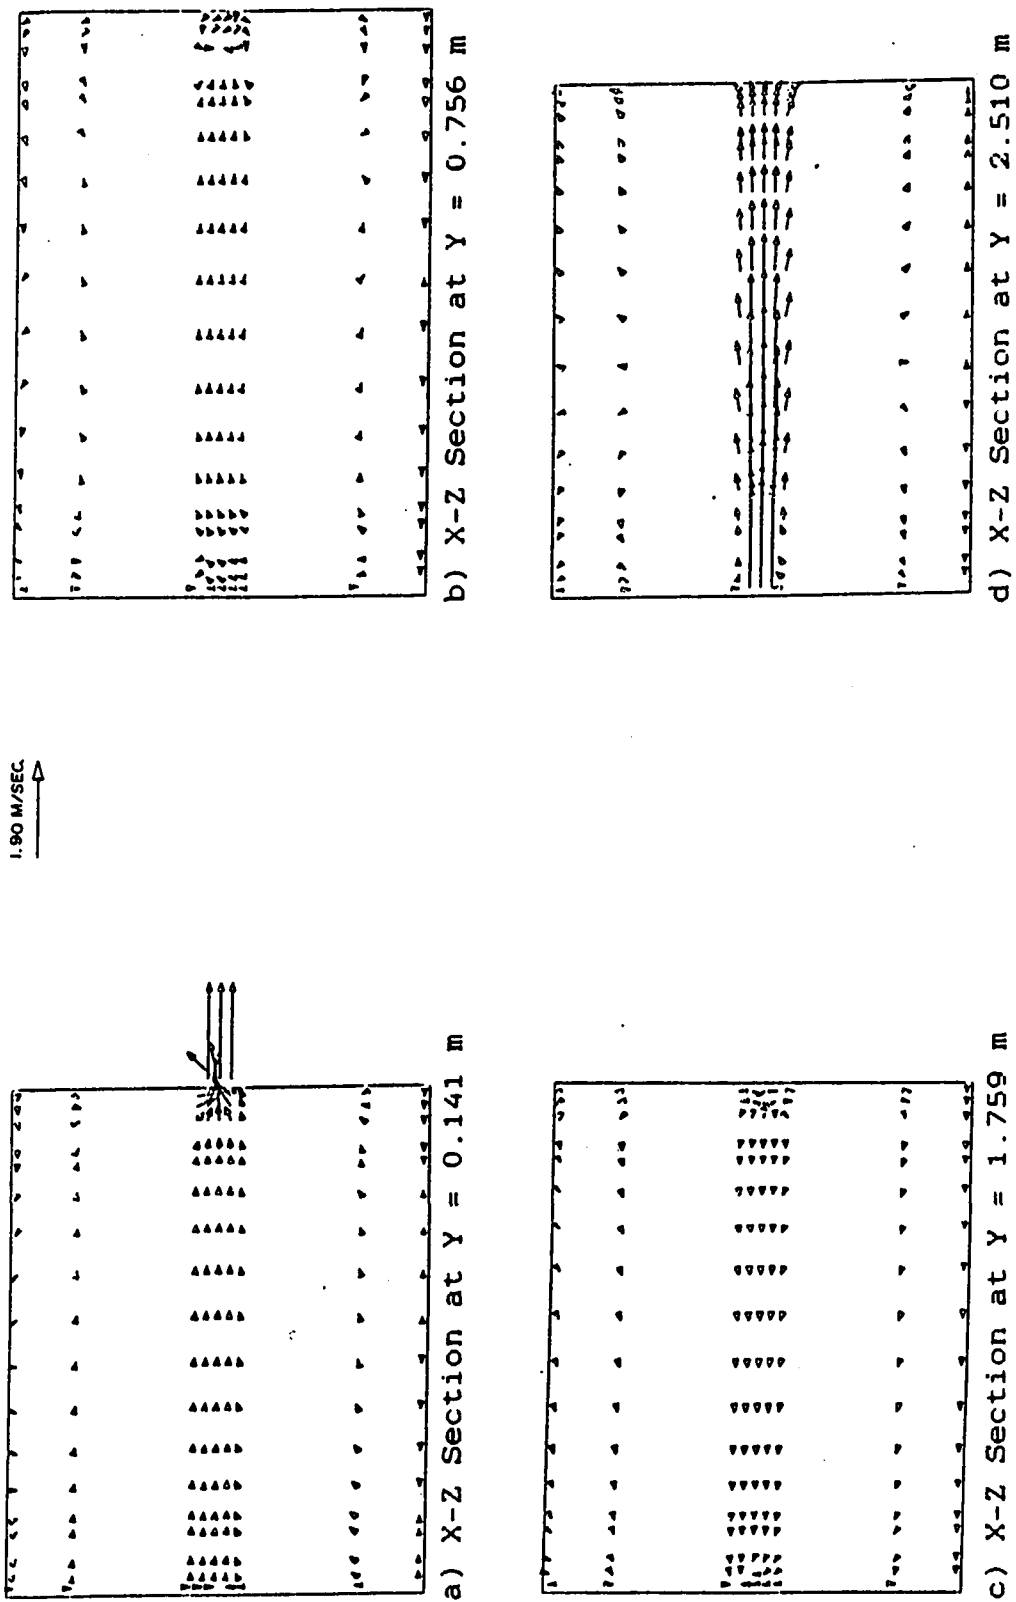 1.90 M/SEC.
a) X-Z Section at Y = 0.141 m
b) X-Z Section at Y = 0.756 m
c) X-Z Section at Y = 1.759 m
d) X-Z Section at Y = 2.510 m